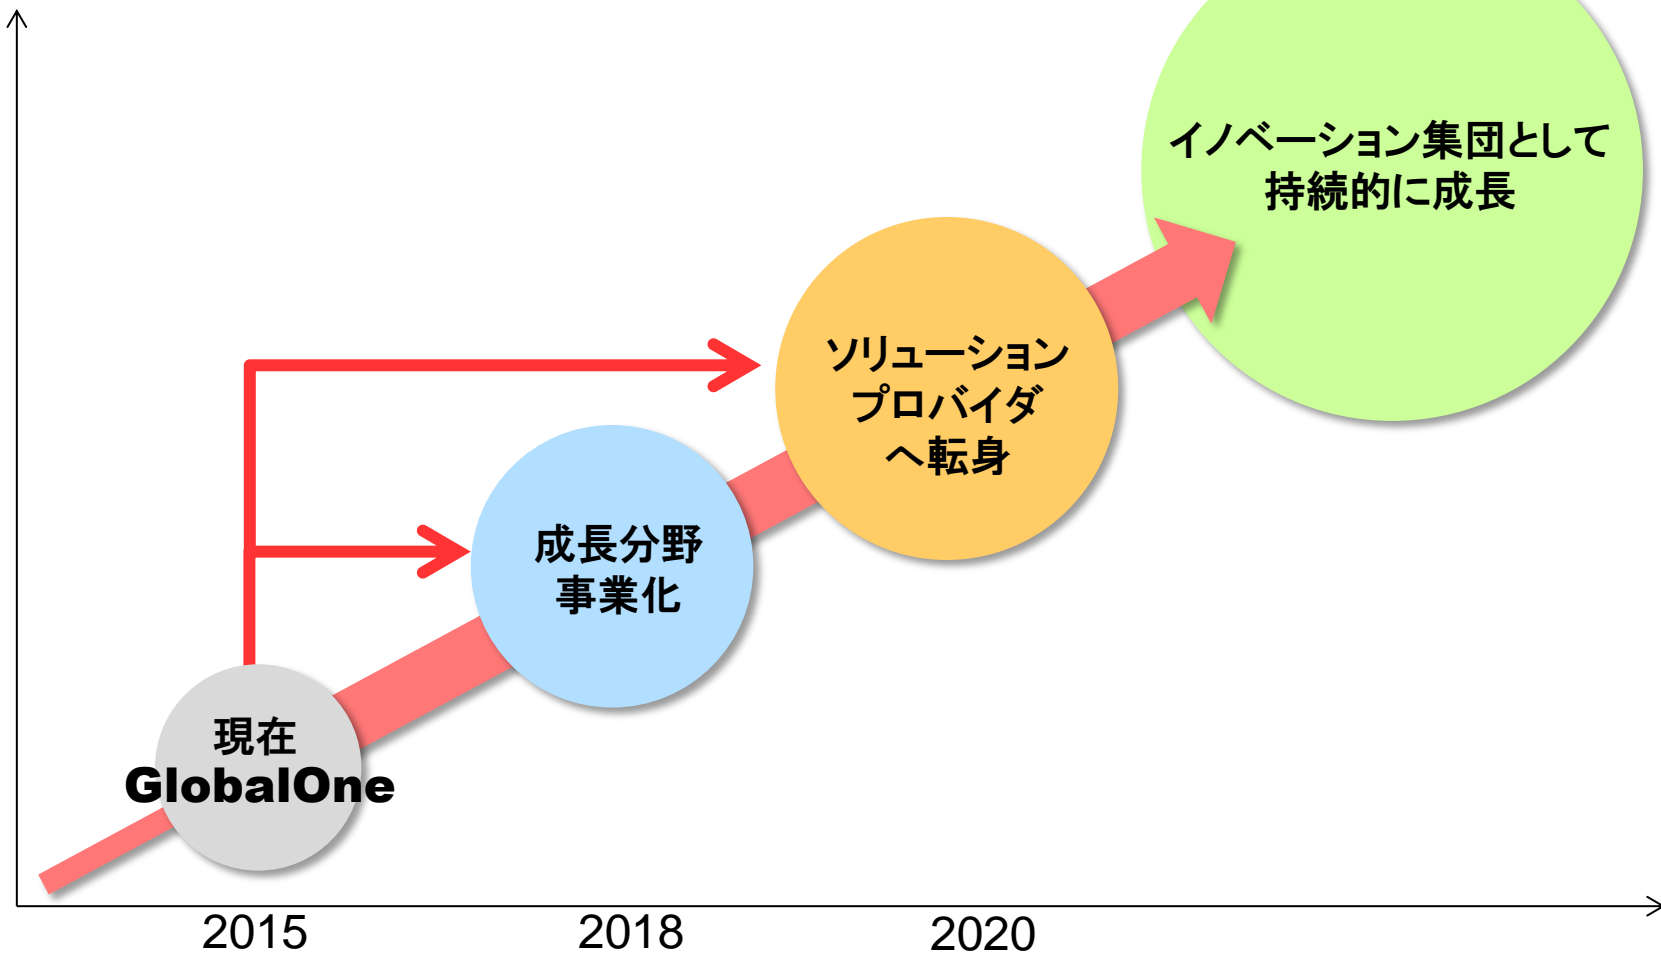 イノベーション集団として
持続的に成長
ソリューション
プロバイダ
へ転身
成長分野
事業化
現在
GlobalOne
2015
2018
2020